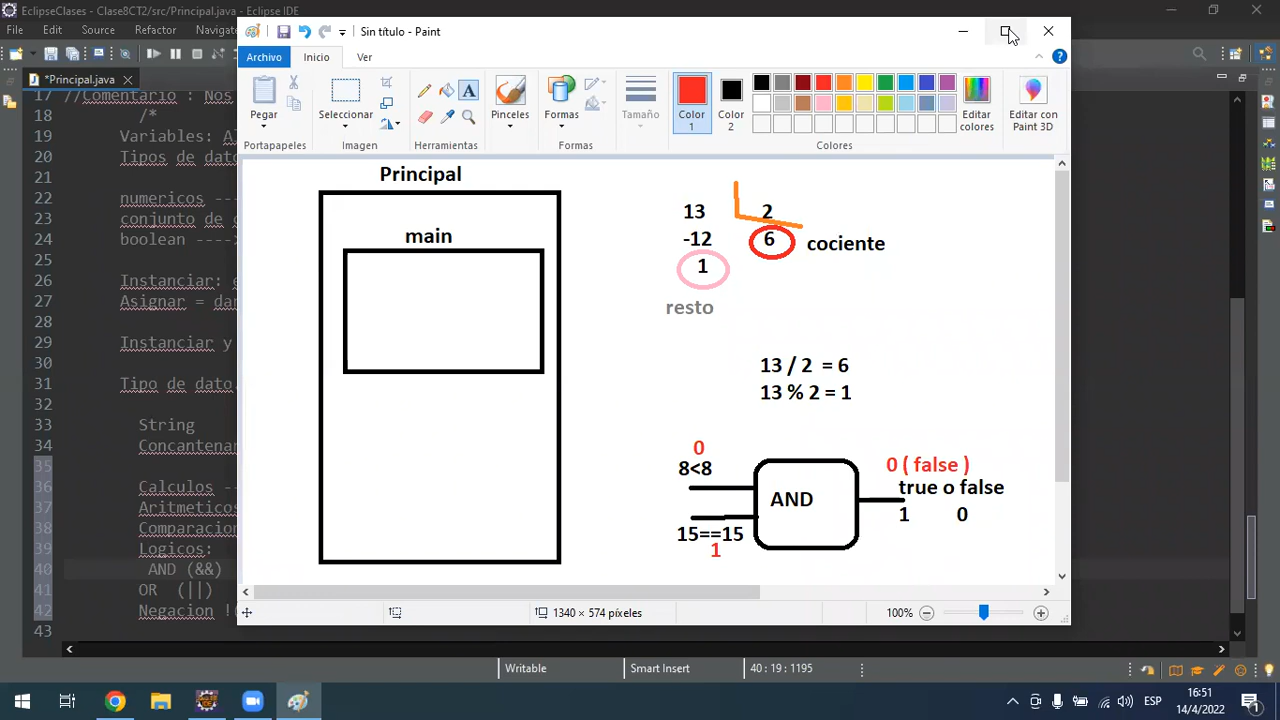 EclipseClases - Clase8CT2/src/Principal.java - Eclipse IDE
File Edit Source
*Principal.java
17 //Comentario : Nos
18 /*
19 Variables: Al
20 Tipos de dato
21
22 numericos --
23 conjunto de c
24 boolean ---->
25
26 Instanciar: e
27 Asignar = dar
28
29 Instanciar y
30
31 Tipo de dato.
32
33 String
34 Concantenar
35
36 Calculos --
37 Aritmeticos
38 Comparacion
39 Logicos:
40 AND (&&)
41 OR (||)
42 Negacion !(
43
Sin título - Paint
Archivo Inicio Ver
Pegar
Seleccionar
Pinceles
Formas
Tamaño
Color 1
Color 2
Editar colores
Editar con Paint 3D
Portapapeles Imagen Herramientas Formas Colores
Principal
main
13 2
-12 6 cociente
1
resto
13 / 2 = 6
13 % 2 = 1
0
8<8
AND
15==15
1
0 ( false )
true o false
1 0
1340 × 574 píxeles
100%
Writable Smart Insert 40 : 19 : 1195
ESP
16:51
14/4/2022
1